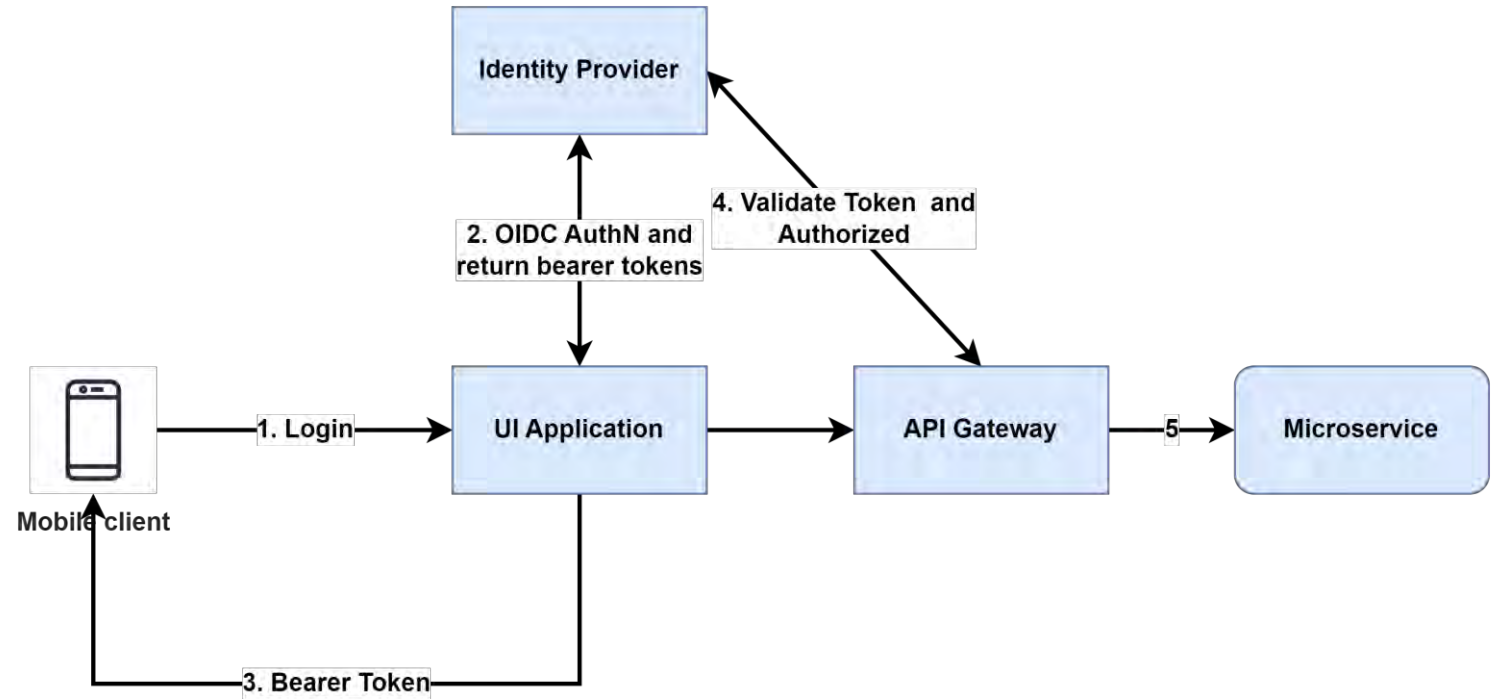 Identity Provider
4. Validate Token and
Authorized
2. OIDC AuthN and
return bearer tokens
1. Login
UI Application
API Gateway
5
Microservice
Mobile client
3. Bearer Token